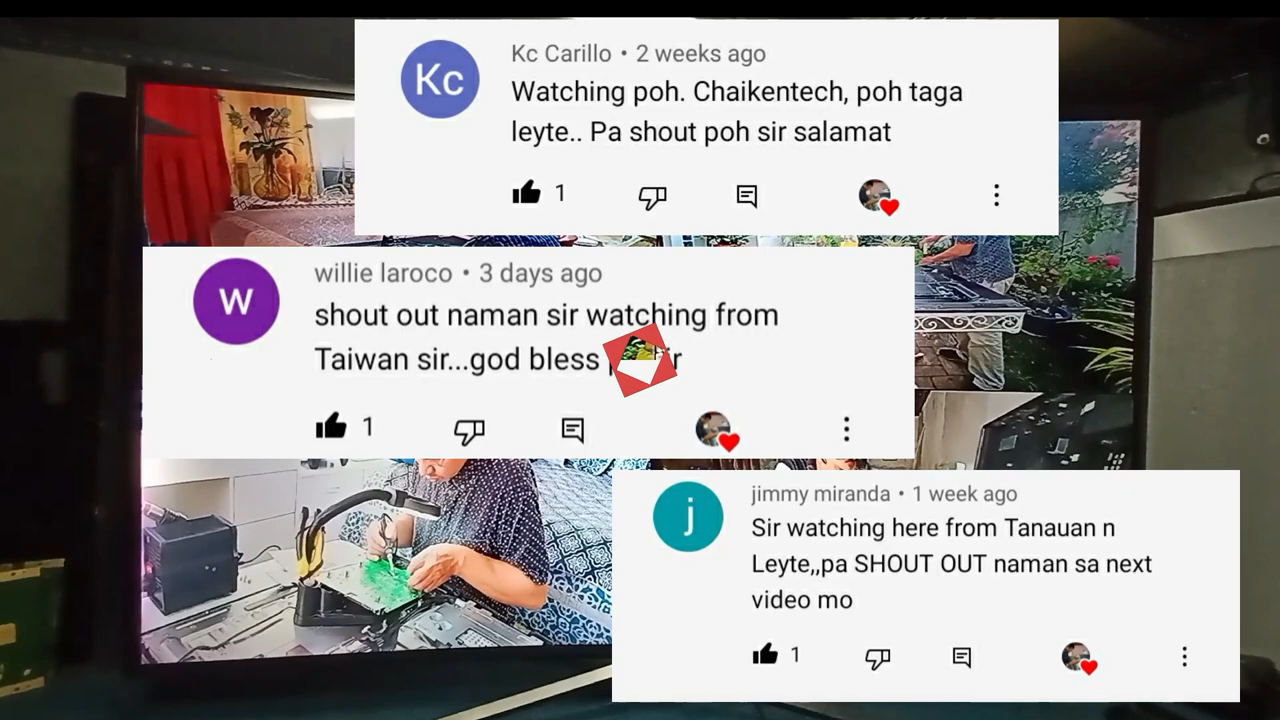 Kc
Kc Carillo • 2 weeks ago
Watching poh. Chaikentech, poh taga
leyte.. Pa shout poh sir salamat
1
w
willie laroco • 3 days ago
shout out naman sir watching from
Taiwan sir...god bless
1
j
jimmy miranda • 1 week ago
Sir watching here from Tanauan n
Leyte,,pa SHOUT OUT naman sa next
video mo
1